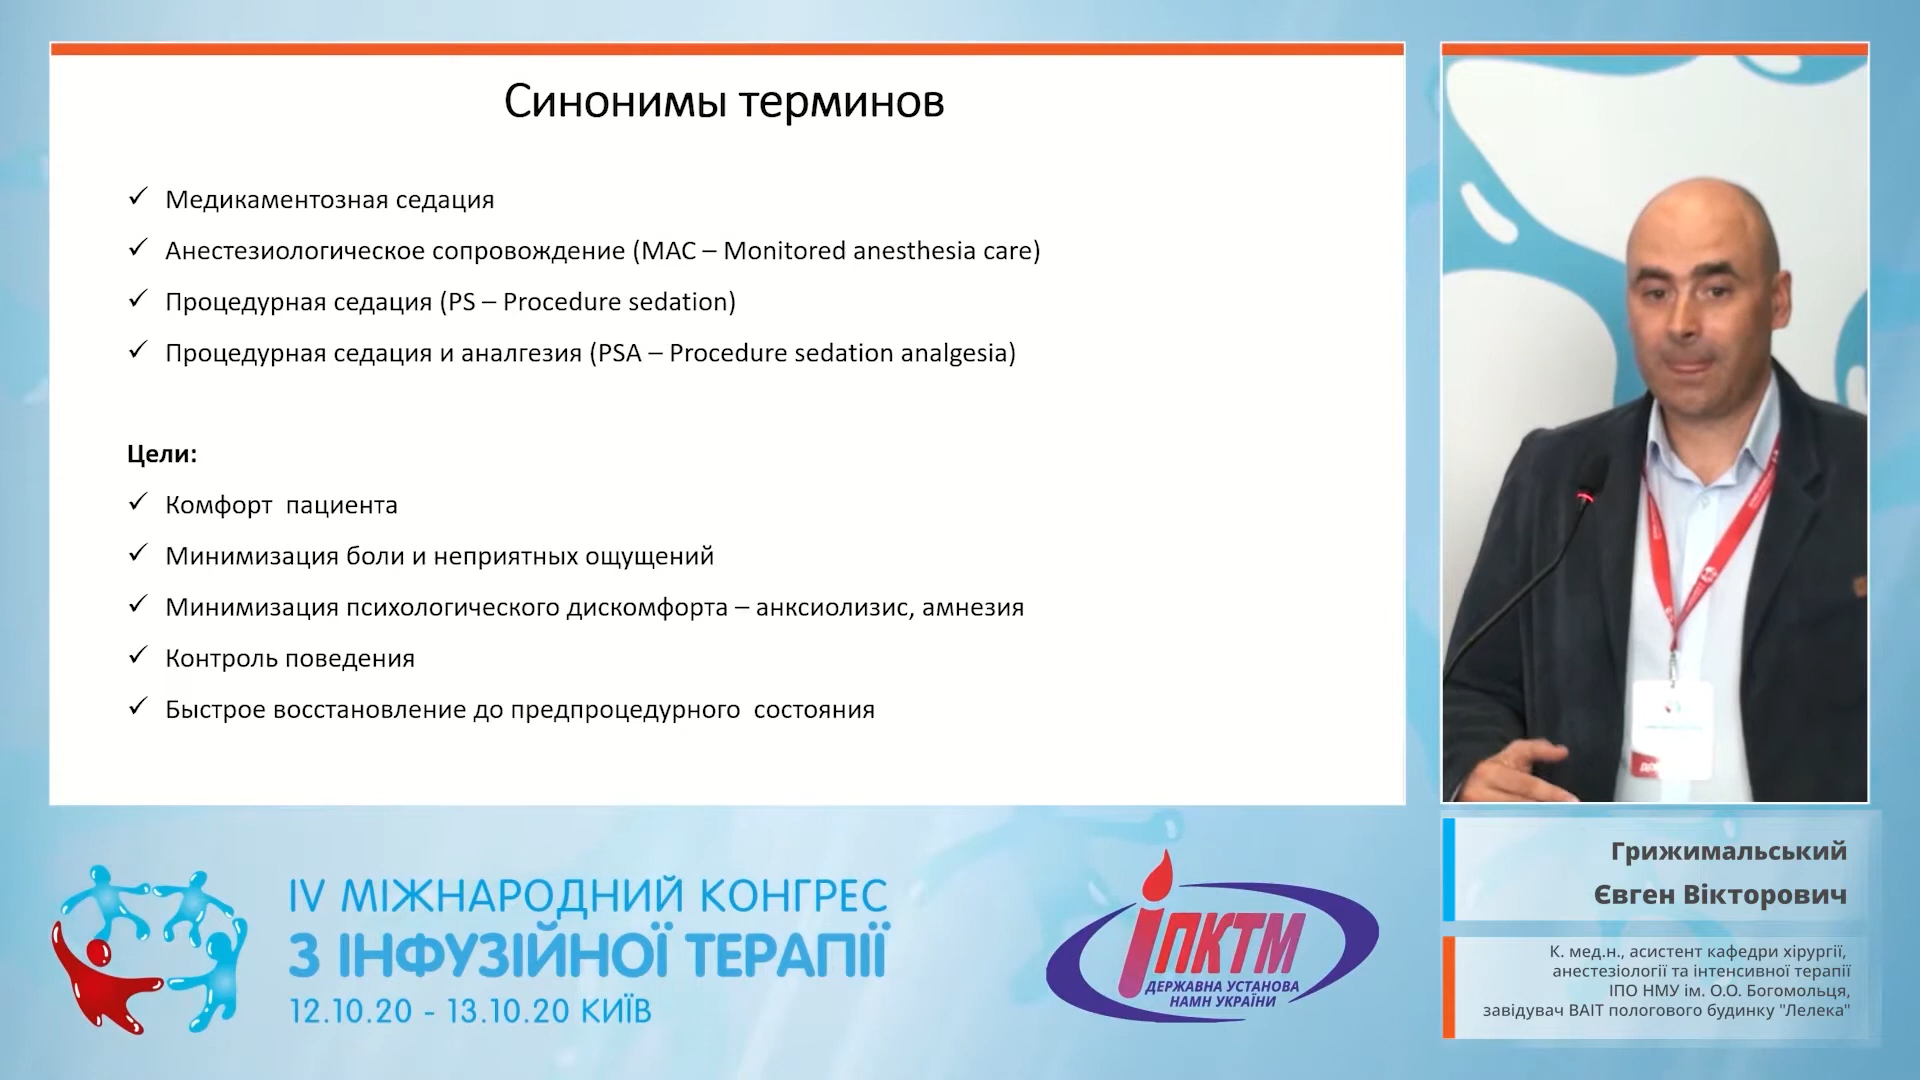 Синонимы терминов
Медикаментозная седация
Анестезиологическое сопровождение (МАС – Monitored anesthesia care)
Процедурная седация (PS – Procedure sedation)
Процедурная седация и аналгезия (PSA – Procedure sedation analgesia)
Цели:
Комфорт пациента
Минимизация боли и неприятных ощущений
Минимизация психологического дискомфорта – анксиолизис, амнезия
Контроль поведения
Быстрое восстановление до предпроцедурного состояния
IV МІЖНАРОДНИЙ КОНГРЕС
З ІНФУЗІЙНОЇ ТЕРАПІЇ
12.10.20 - 13.10.20 КИЇВ
ІПКТМ
ДЕРЖАВНА УСТАНОВА
НАМН УКРАЇНИ
Грижимальський
Євген Вікторович
К. мед.н., асистент кафедри хірургії,
анестезіології та інтенсивної терапії
ІПО НМУ ім. О.О. Богомольця,
завідувач ВАІТ пологового будинку "Лелека"